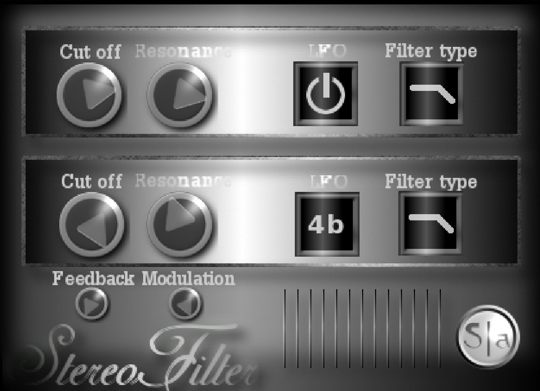 Cut off Resonance LFO Filter type
Cut off Resonance LFO Filter type
4b
Feedback Modulation
Stereo Filter
S|a